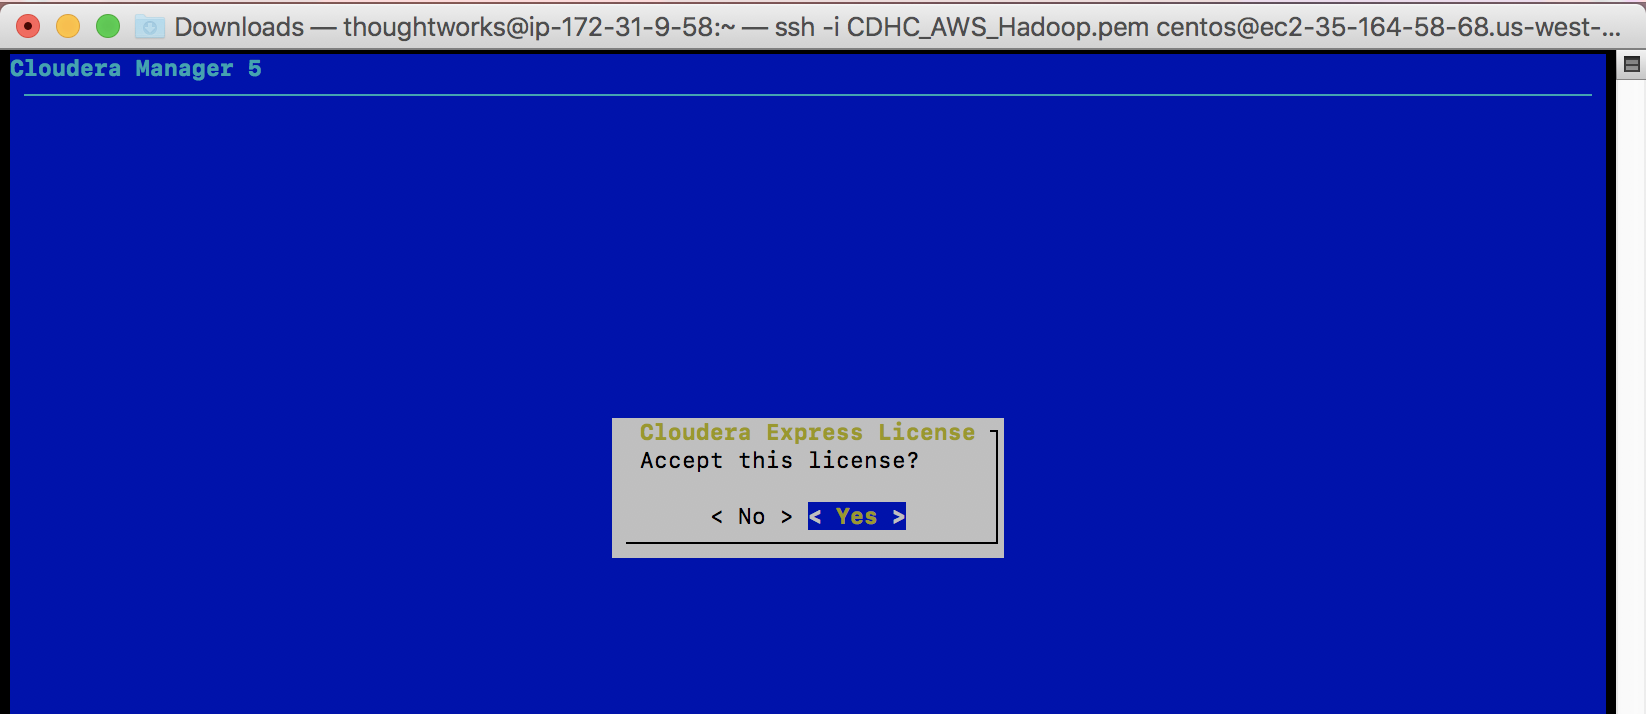 Downloads — thoughtworks@ip-172-31-9-58:~ — ssh -i CDHC_AWS_Hadoop.pem centos@ec2-35-164-58-68.us-west-...
Cloudera Manager 5
Cloudera Express License
Accept this license?
< No > < Yes >